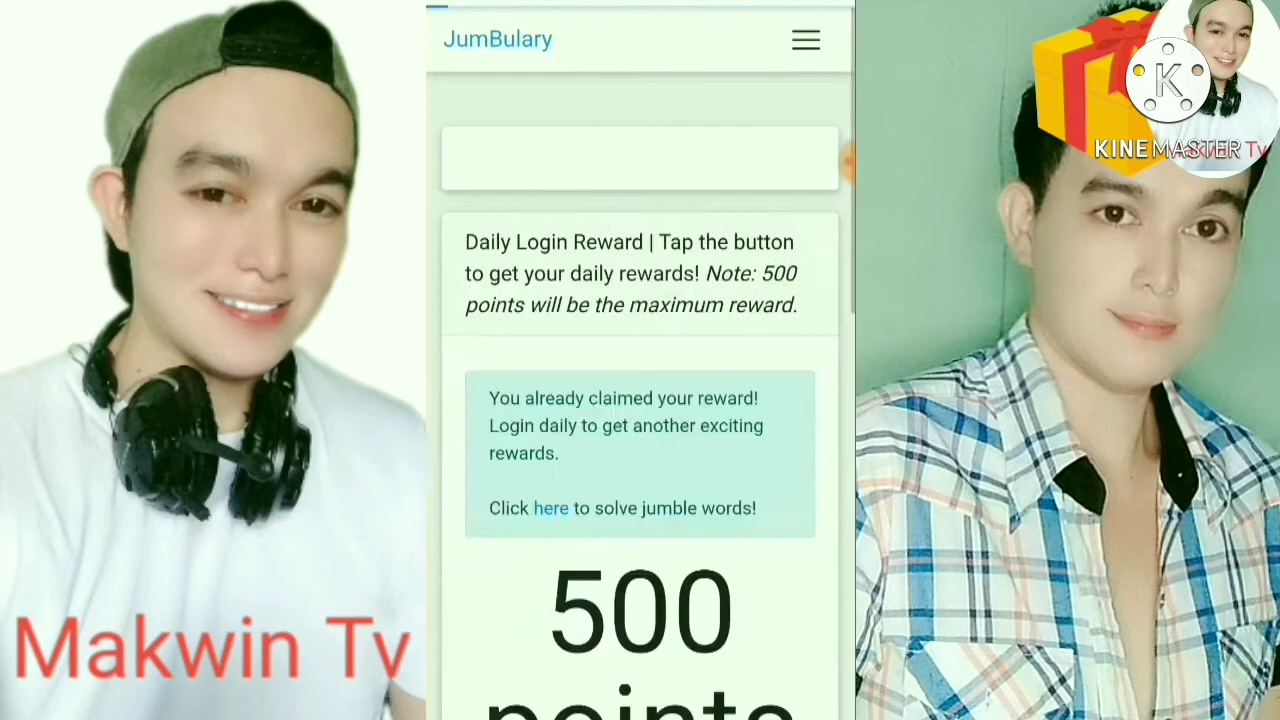 JumBulary
Daily Login Reward | Tap the button
to get your daily rewards! Note: 500
points will be the maximum reward.
You already claimed your reward!
Login daily to get another exciting
rewards.
Click here to solve jumble words!
500
points
Makwin Tv
K
KINEMASTER
Tv